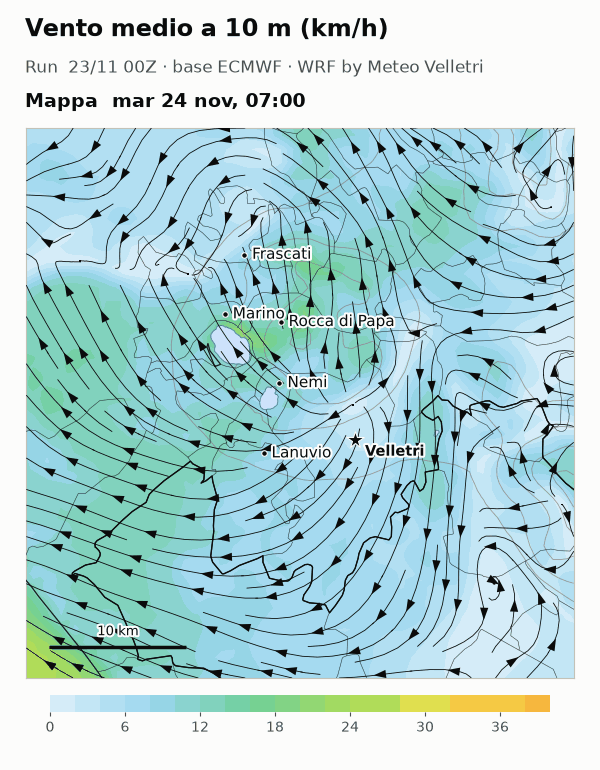 Vento medio a 10 m (km/h)
Run  23/11 00Z · base ECMWF · WRF by Meteo Velletri
Mappa  mar 24 nov, 07:00
Frascati
Marino
Rocca di Papa
Nemi
Velletri
Lanuvio
10 km
0 6 12 18 24 30 36